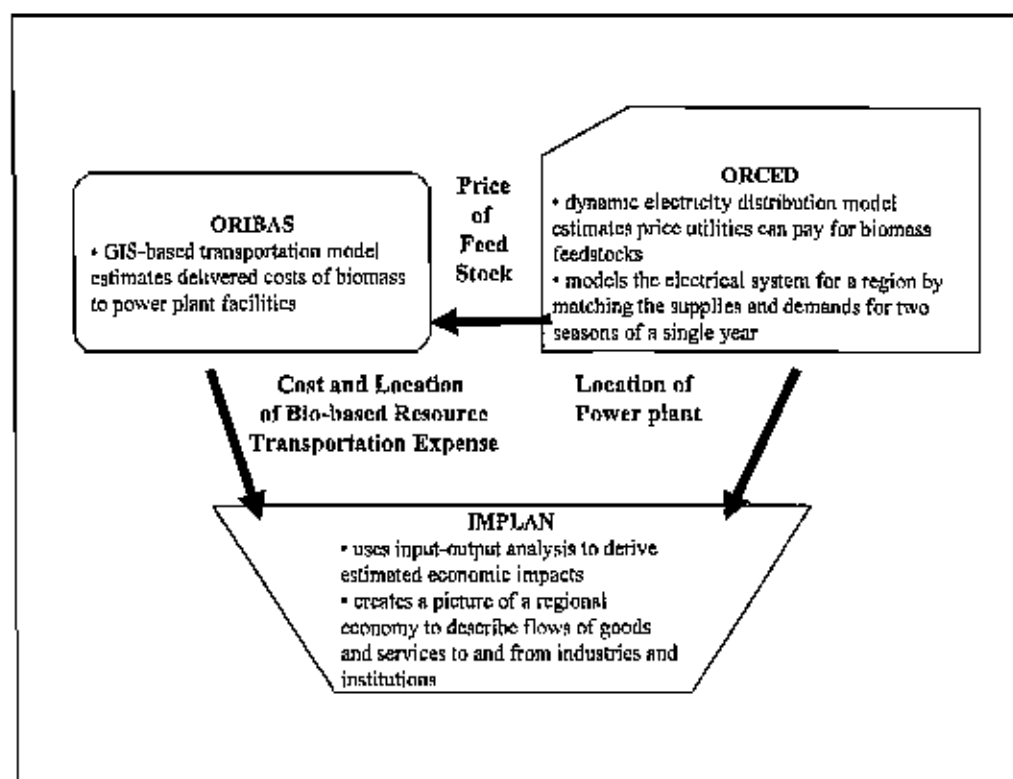 ORIBAS
• GIS-based transportation model
estimates delivered costs of biomass
to power plant facilities
Price
of
Feed
Stock
ORCED
• dynamic electricity distribution model
estimates price utilities can pay for biomass
feedstocks
• models the electrical system for a region by
matching the supplies and demands for two
seasons of a single year
Cost and Location
of Bio-based Resource
Transportation Expense
Location of
Power plant
IMPLAN
• uses input-output analysis to derive
estimated economic impacts
• creates a picture of a regional
economy to describe flows of goods
and services to and from industries and
institutions